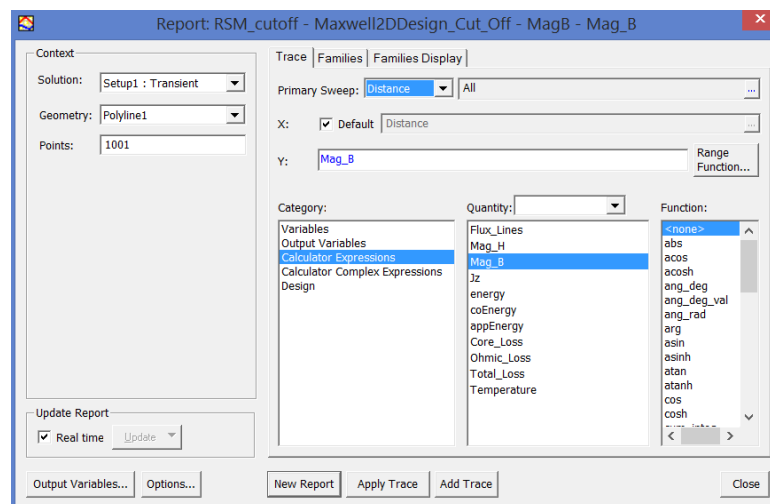 Report: RSM_cutoff - Maxwell2DDesign_Cut_Off - MagB - Mag_B
Context
Solution: Setup1 : Transient
Geometry: Polyline1
Points: 1001
Update Report
Real time Update
Output Variables... Options...
Trace Families Families Display
Primary Sweep: Distance All ...
X: Default Distance ...
Y: Mag_B Range Function...
Category:
Variables
Output Variables
Calculator Expressions
Calculator Complex Expressions
Design
Quantity:
Flux_Lines
Mag_H
Mag_B
Jz
energy
coEnergy
appEnergy
Core_Loss
Ohmic_Loss
Total_Loss
Temperature
Function:
<none>
abs
acos
acosh
ang_deg
ang_deg_val
ang_rad
arg
asin
asinh
atan
atanh
cos
cosh
New Report Apply Trace Add Trace Close